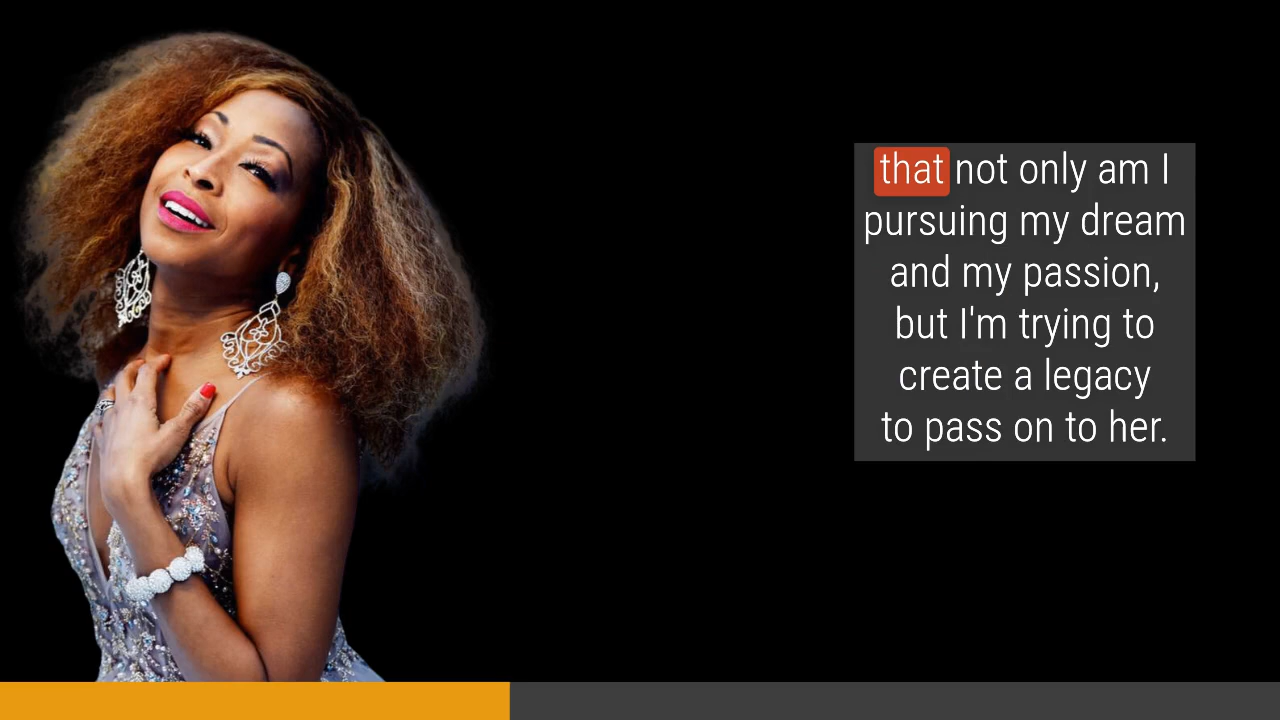 that not only am I
pursuing my dream
and my passion,
but I'm trying to
create a legacy
to pass on to her.